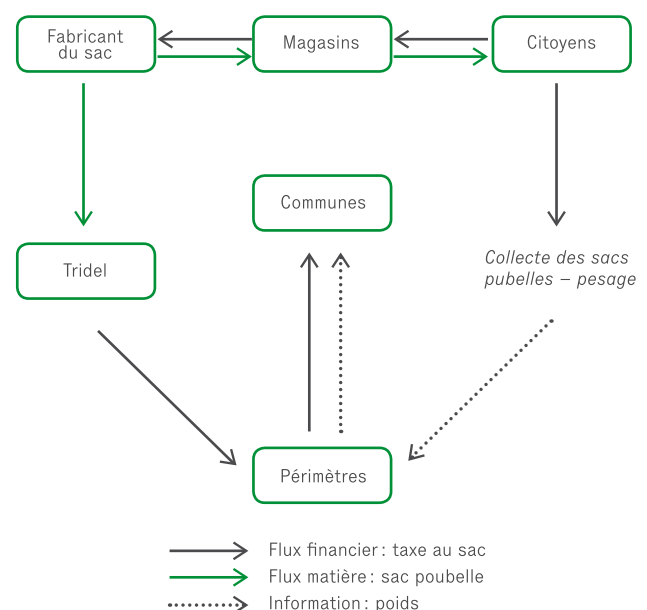 Fabricant
du sac
Magasins
Citoyens
Communes
Tridel
Collecte des sacs
pubelles – pesage
Périmètres
Flux financier : taxe au sac
Flux matière : sac poubelle
Information : poids